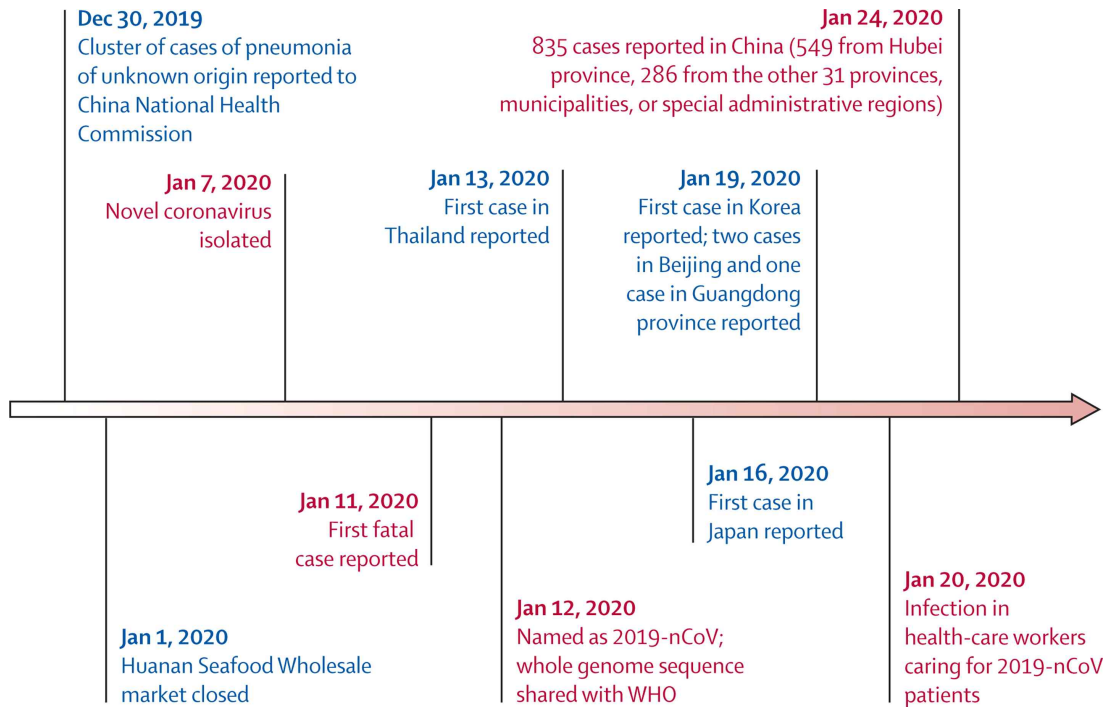 Dec 30, 2019
Cluster of cases of pneumonia
of unknown origin reported to
China National Health
Commission
Jan 24, 2020
835 cases reported in China (549 from Hubei
province, 286 from the other 31 provinces,
municipalities, or special administrative regions)
Jan 7, 2020
Novel coronavirus
isolated
Jan 13, 2020
First case in
Thailand reported
Jan 19, 2020
First case in Korea
reported; two cases
in Beijing and one
case in Guangdong
province reported
Jan 11, 2020
First fatal
case reported
Jan 16, 2020
First case in
Japan reported
Jan 1, 2020
Huanan Seafood Wholesale
market closed
Jan 12, 2020
Named as 2019-nCoV;
whole genome sequence
shared with WHO
Jan 20, 2020
Infection in
health-care workers
caring for 2019-nCoV
patients